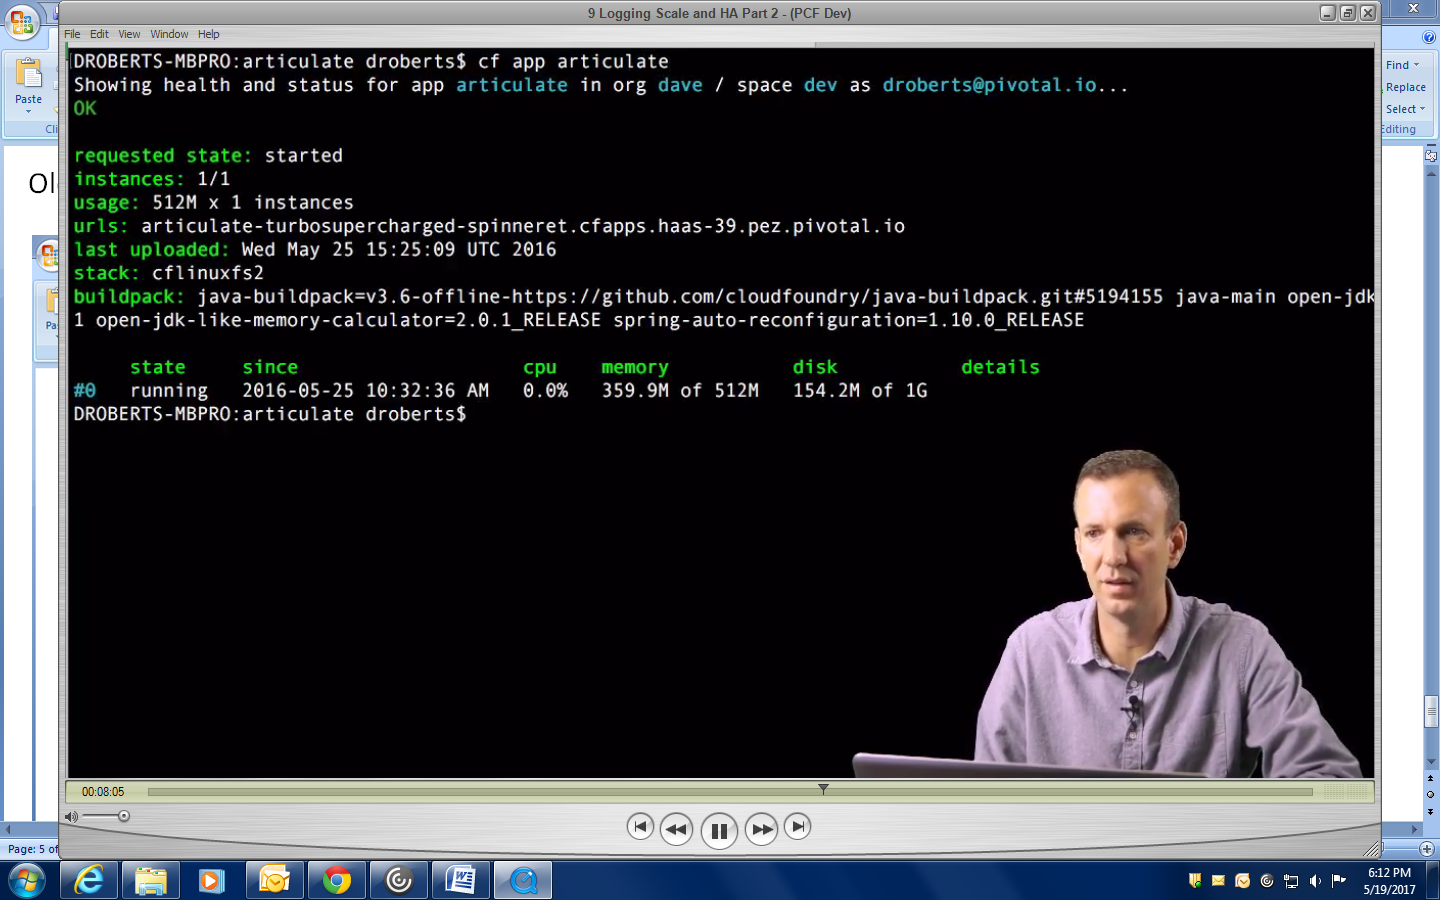 9 Logging Scale and HA Part 2 - (PCF Dev)
File Edit View Window Help
Paste
Find
Replace
Select
Editing
DROBERTS-MBPRO:articulate droberts$ cf app articulate
Showing health and status for app articulate in org dave / space dev as droberts@pivotal.io...
OK
requested state: started
instances: 1/1
usage: 512M x 1 instances
urls: articulate-turbosupercharged-spinneret.cfapps.haas-39.pez.pivotal.io
last uploaded: Wed May 25 15:25:09 UTC 2016
stack: cflinuxfs2
buildpack: java-buildpack=v3.6-offline-https://github.com/cloudfoundry/java-buildpack.git#5194155 java-main open-jdk
1 open-jdk-like-memory-calculator=2.0.1_RELEASE spring-auto-reconfiguration=1.10.0_RELEASE
state since cpu memory disk details
#0 running 2016-05-25 10:32:36 AM 0.0% 359.9M of 512M 154.2M of 1G
DROBERTS-MBPRO:articulate droberts$
00:08:05
Page: 5 of
6:12 PM
5/19/2017